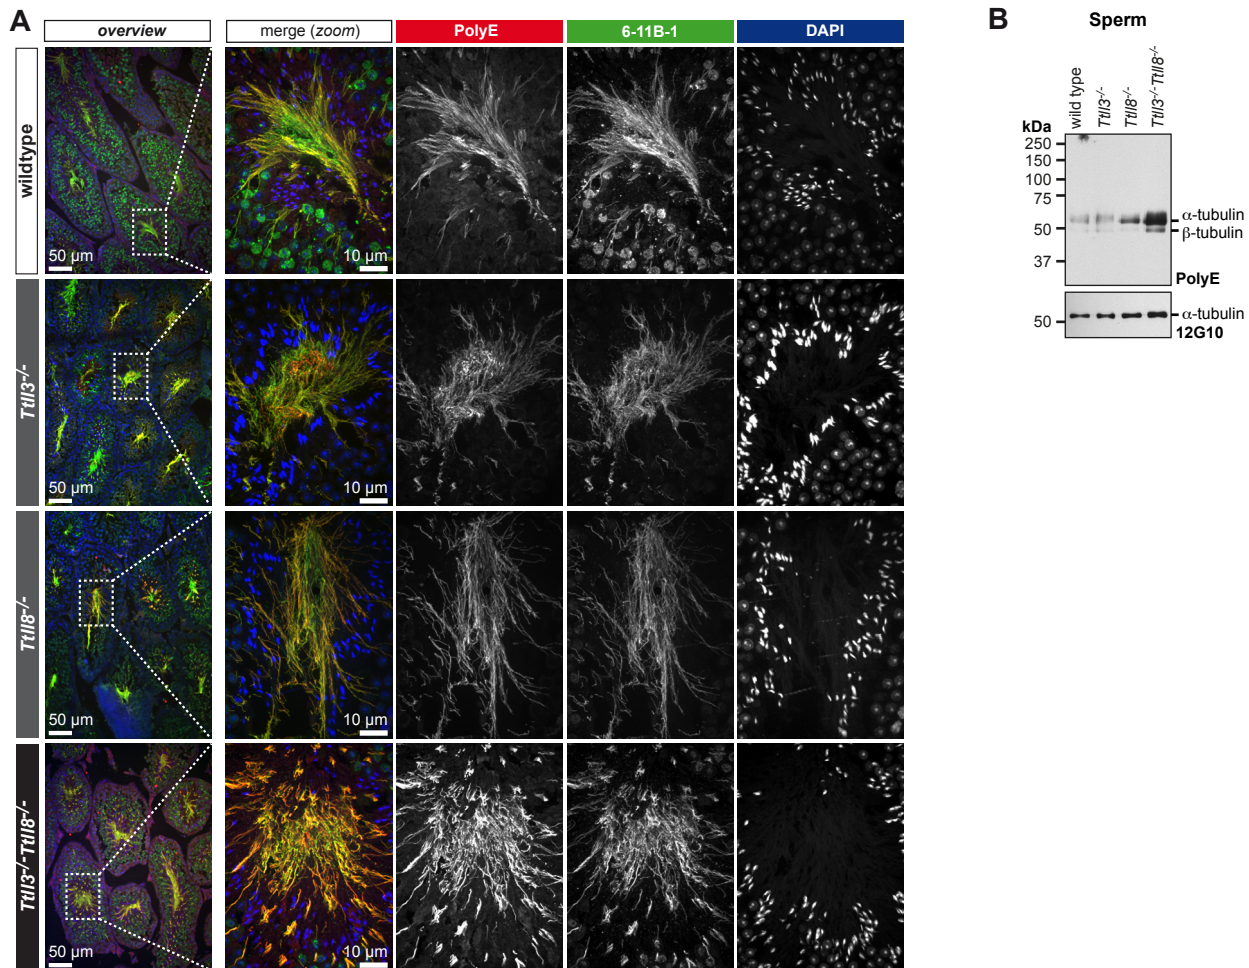 A
overview
merge (zoom)
PolyE
6-11B-1
DAPI
wildtype
50 µm
10 µm
Ttll3-/-
50 µm
10 µm
Ttll8-/-
50 µm
10 µm
Ttll3-/-Ttll8-/-
50 µm
10 µm
B
Sperm
wild type
Ttll3-/-
Ttll8-/-
Ttll3-/-Ttll8-/-
kDa
250
150
100
75
50
37
α-tubulin
β-tubulin
PolyE
50
α-tubulin
12G10